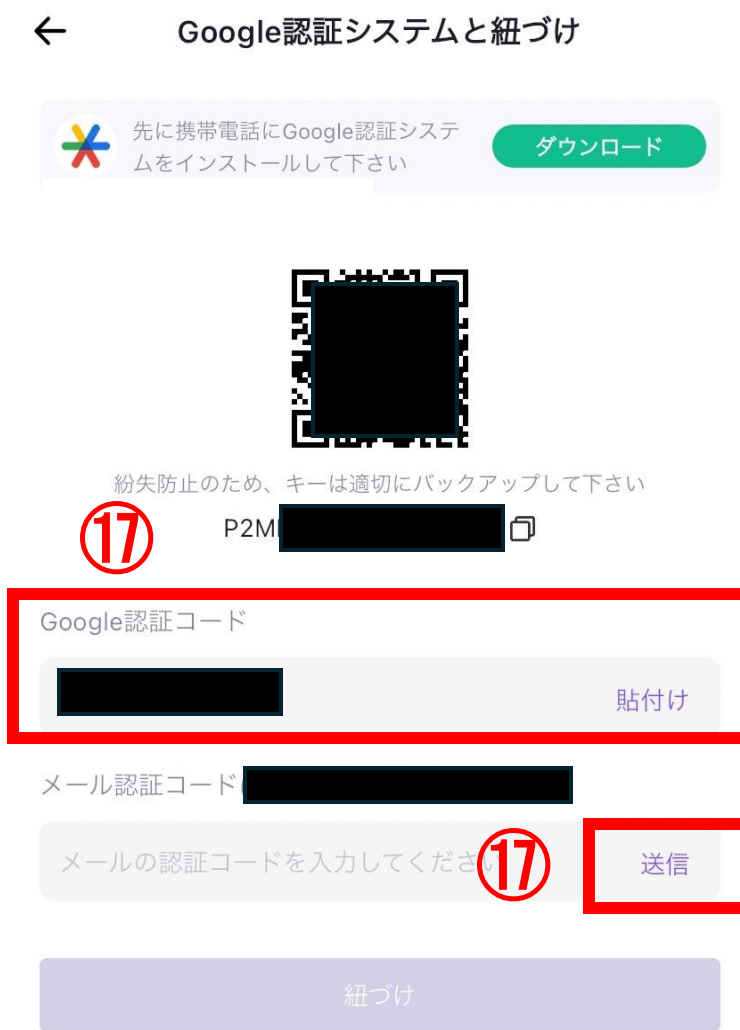 Google認証システムと紐づけ
先に携帯電話にGoogle認証システ
ムをインストールして下さい
ダウンロード
紛失防止のため、キーは適切にバックアップして下さい
⑰
P2M
Google認証コード
貼付け
メール認証コード
メールの認証コードを入力してくださ
⑰
送信
紐づけ